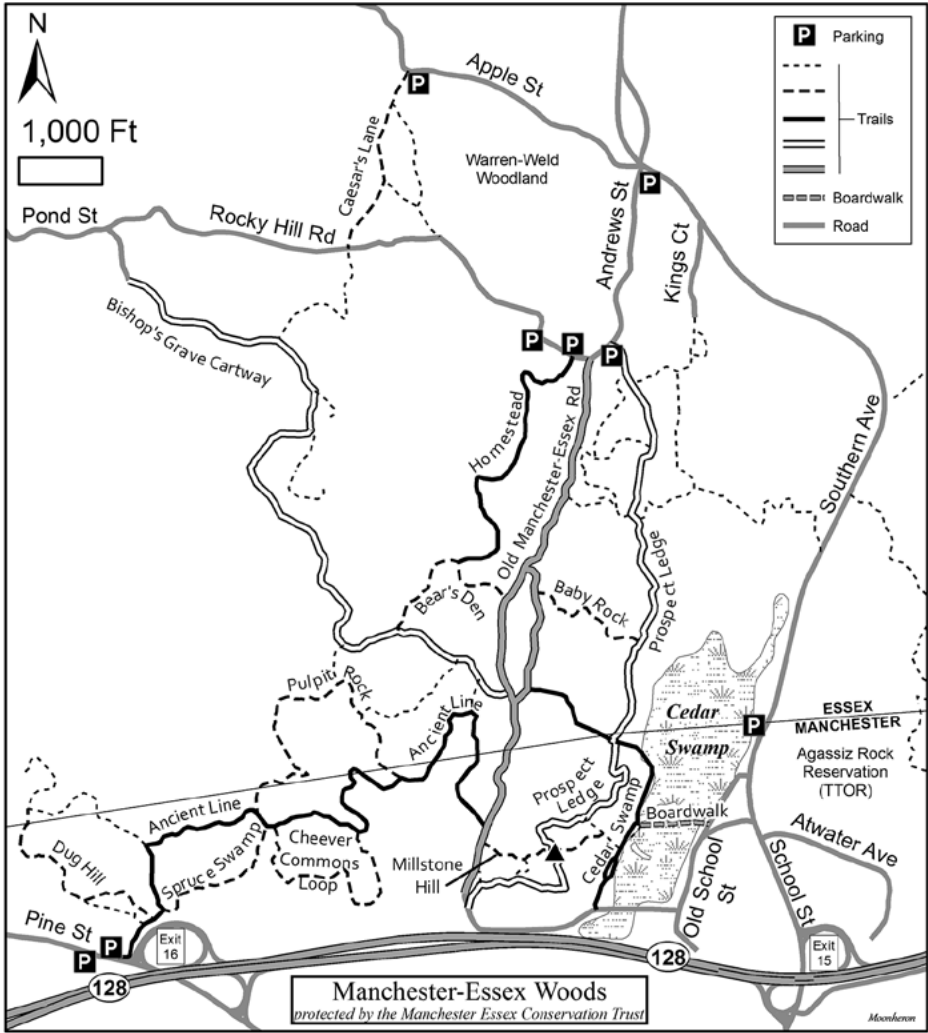 N
1,000 Ft
P Parking
Trails
Boardwalk
Road
Apple St
P
Caesar's Lane
Warren-Weld
Woodland
P
Pond St
Rocky Hill Rd
Andrews St
Kings Ct
Bishop's Grave Cartway
P
P
P
Homestead
Old Manchester-Essex Rd
Southern Ave
Prospect Ledge
Bear's Den
Baby Rock
Pulpit Rock
Ancient Line
Cedar
Swamp
P
ESSEX
MANCHESTER
Agassiz Rock
Reservation
(TTOR)
Prospect
Ledge
Ancient Line
Cedar Swamp
Boardwalk
Atwater Ave
Dug Hill
Spruce Swamp
Cheever
Commons
Loop
Millstone
Hill
Old School
St
School St
Pine St
P
P
Exit
16
Exit
15
128
128
Manchester-Essex Woods
protected by the Manchester Essex Conservation Trust
Moonheron